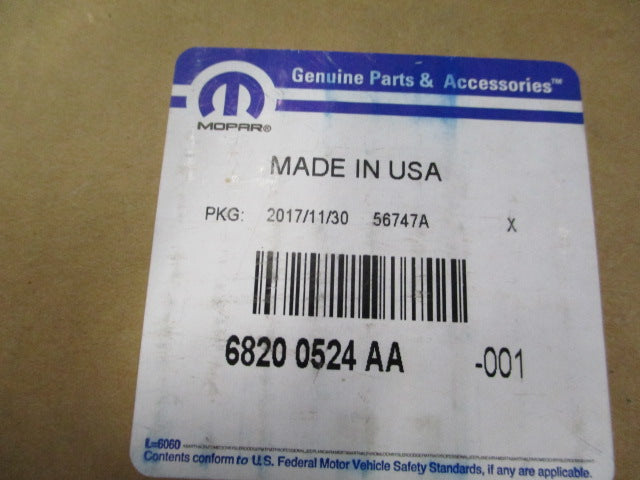 Genuine Parts & Accessories™
MOPAR®
MADE IN USA
PKG: 2017/11/30 56747A X
6820 0524 AA -001
L=6060
Contents conform to U.S. Federal Motor Vehicle Safety Standards, if any are applicable.